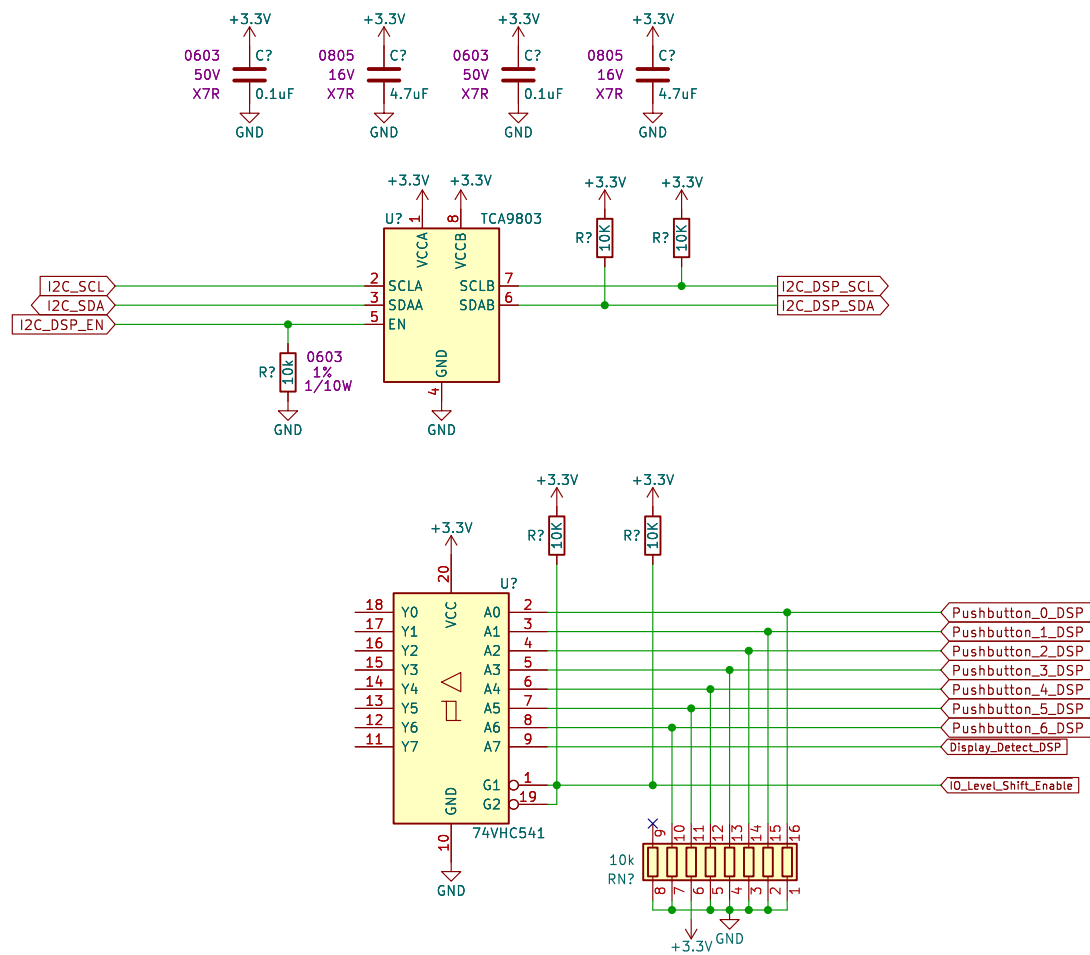 +3.3V +3.3V +3.3V +3.3V
0603 C? 0805 C? 0603 C? 0805 C?
50V 16V 50V 16V
X7R 0.1uF X7R 4.7uF X7R 0.1uF X7R 4.7uF
GND GND GND GND
+3.3V +3.3V +3.3V +3.3V
U? 1 8 TCA9803
VCCA VCCB
R? 10K R? 10K
I2C_SCL 2 SCLA SCLB 7 I2C_DSP_SCL
I2C_SDA 3 SDAA SDAB 6 I2C_DSP_SDA
I2C_DSP_EN 5 EN
R? 10k 0603
1%
1/10W
GND
4
GND GND
+3.3V +3.3V
+3.3V
R? 10K R? 10K
20
U?
VCC
18 Y0 A0 2 Pushbutton_0_DSP
17 Y1 A1 3 Pushbutton_1_DSP
16 Y2 A2 4 Pushbutton_2_DSP
15 Y3 A3 5 Pushbutton_3_DSP
14 Y4 A4 6 Pushbutton_4_DSP
13 Y5 A5 7 Pushbutton_5_DSP
12 Y6 A6 8 Pushbutton_6_DSP
11 Y7 A7 9 Display_Detect_DSP
G1 1 IO_Level_Shift_Enable
G2 19
GND
10
74VHC541
GND
9 10 11 12 13 14 15 16
10k
RN?
8 7 6 5 4 3 2 1
+3.3V GND